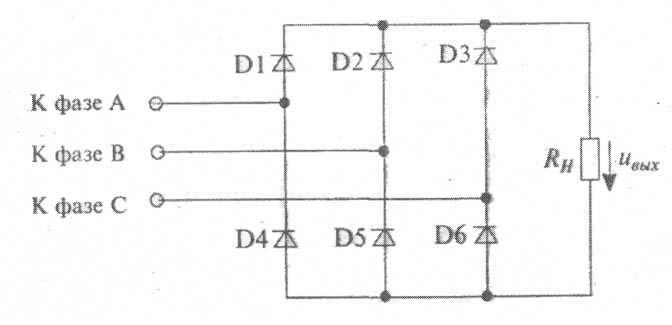 D1 D2 D3
К фазе А
К фазе В
R_H u_вых
К фазе С
D4 D5 D6